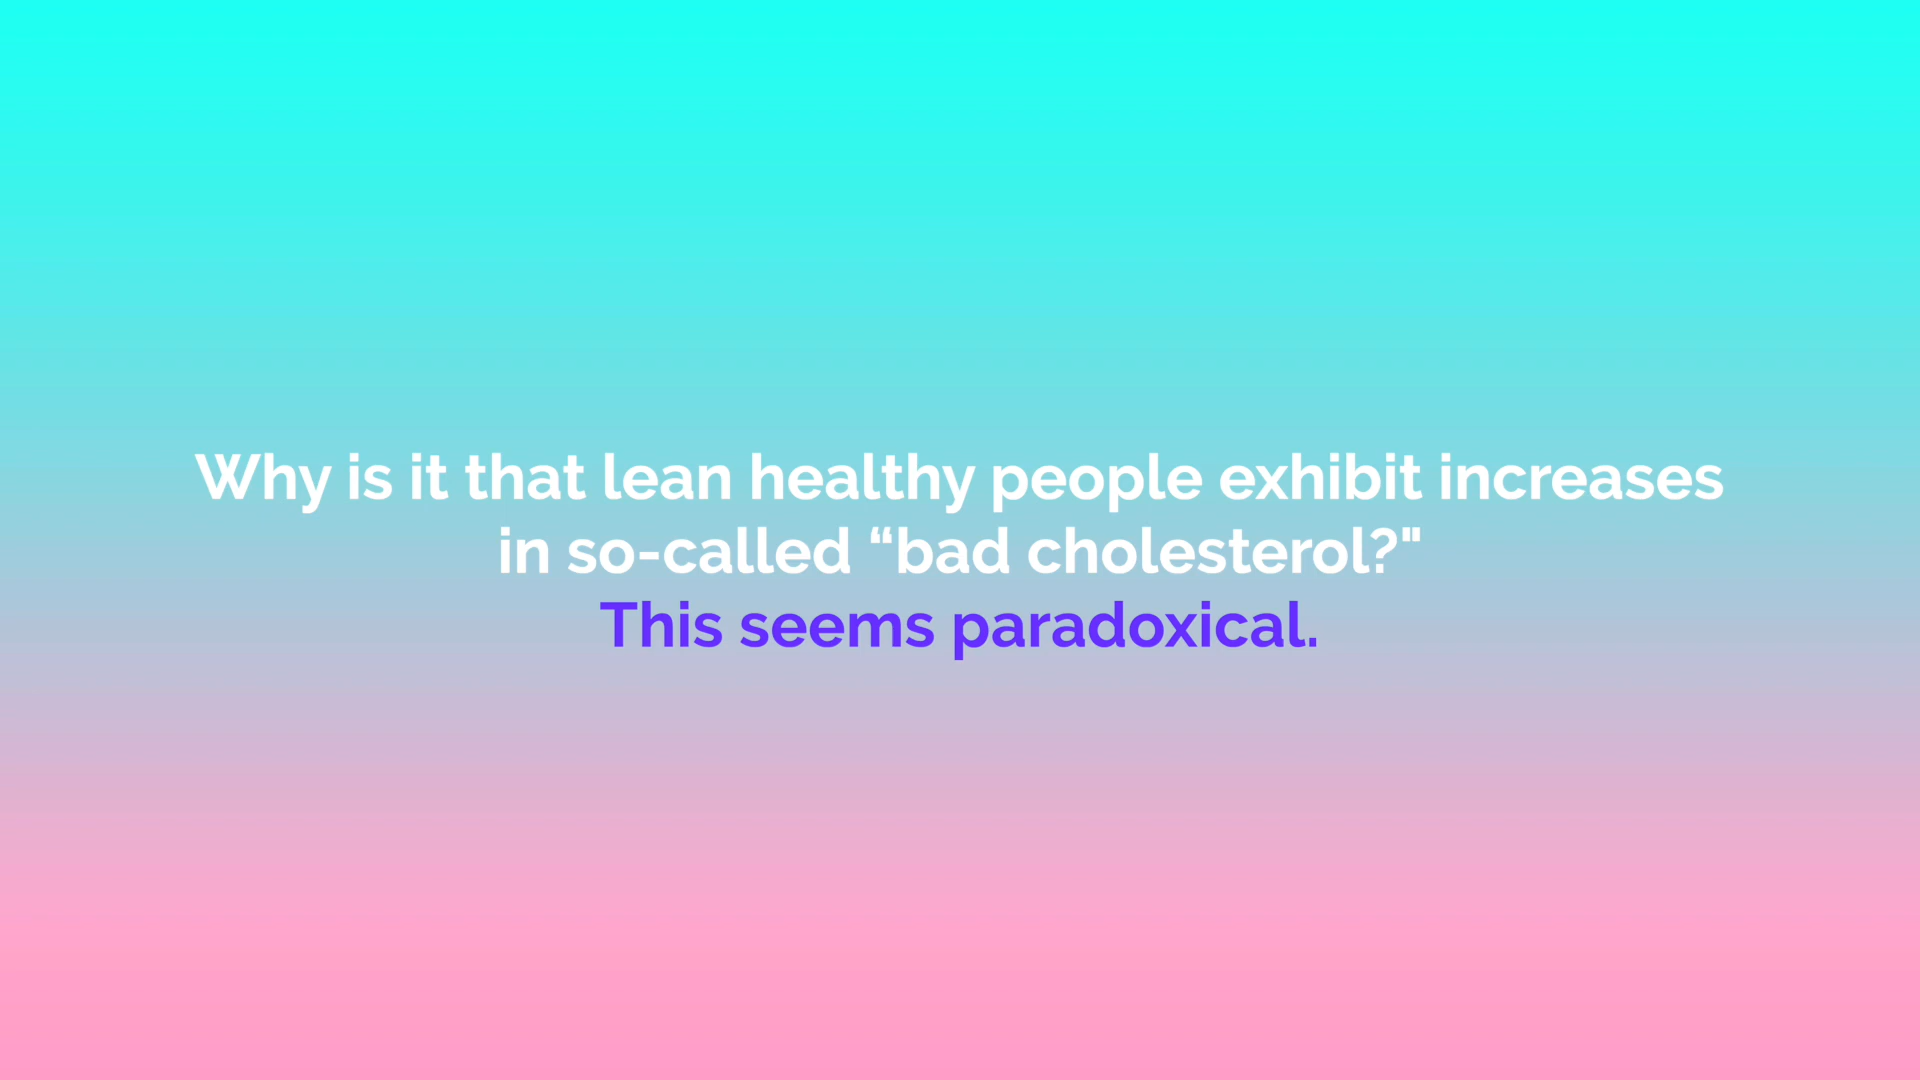 Why is it that lean healthy people exhibit increases
in so-called “bad cholesterol?"
This seems paradoxical.